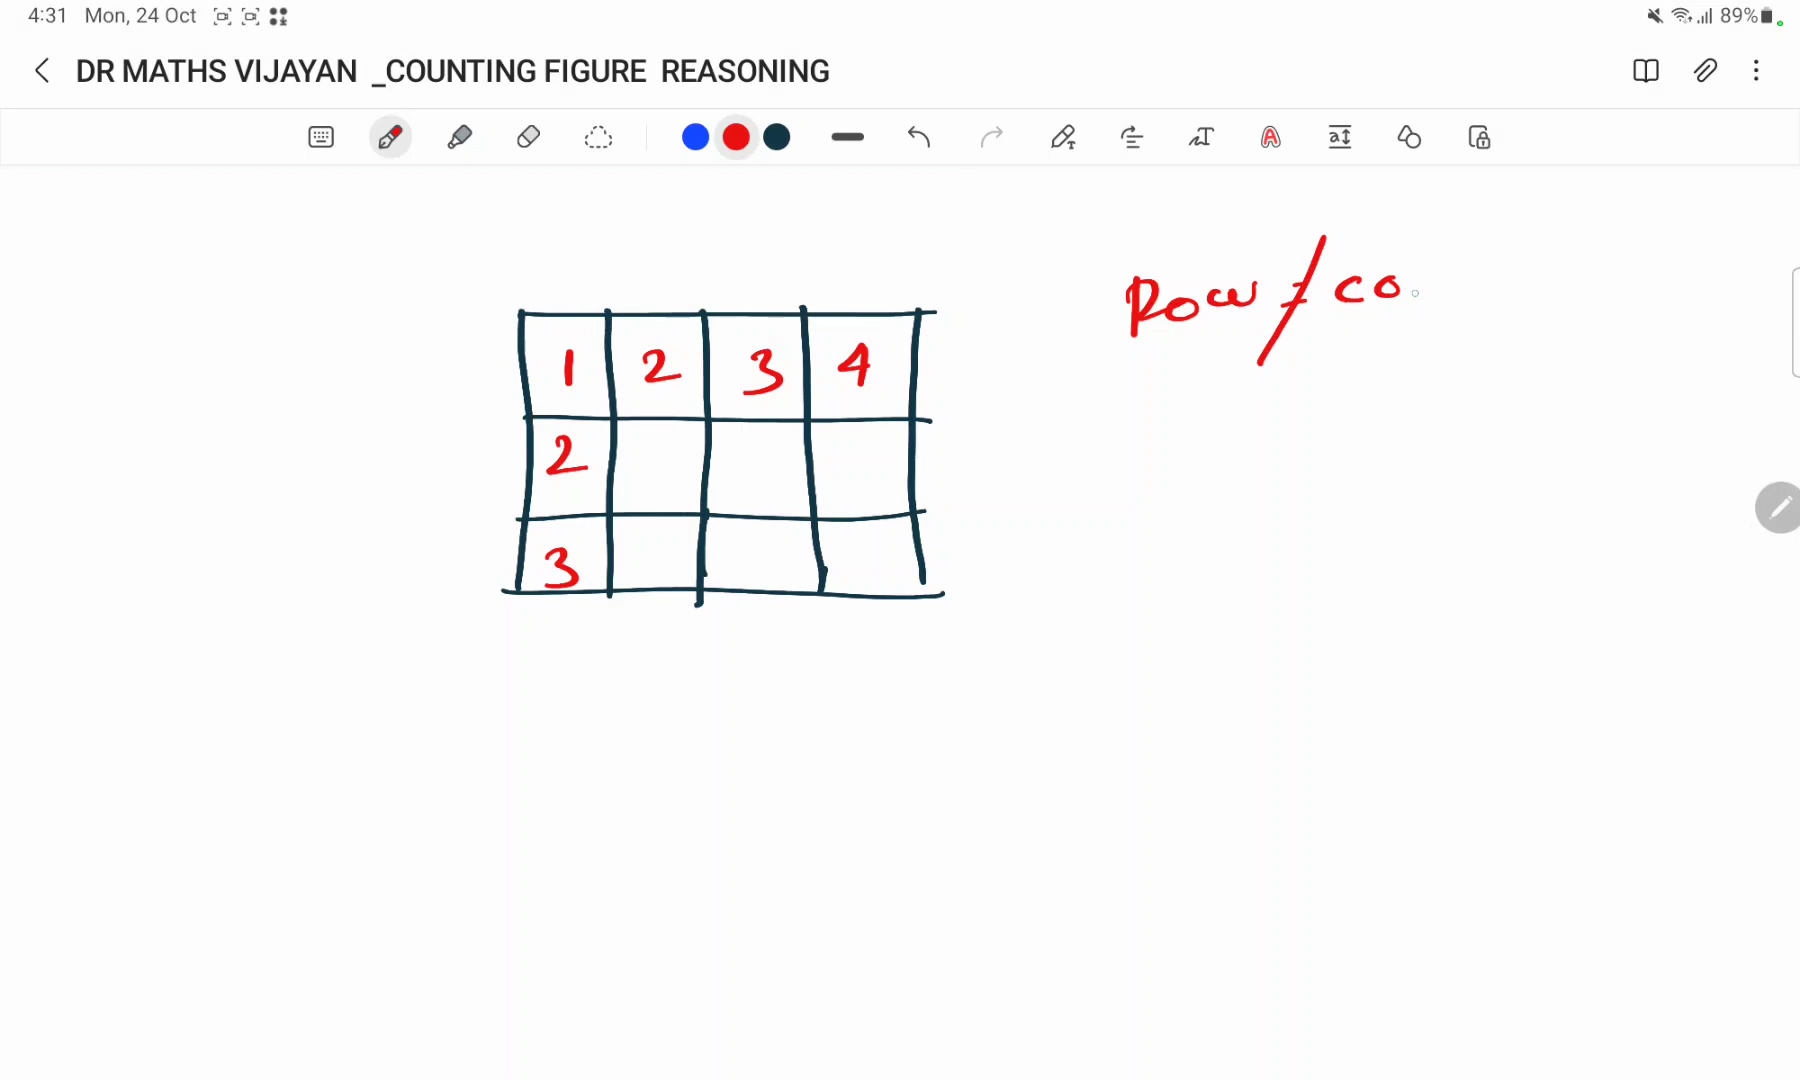 4:31 Mon, 24 Oct 89%
DR MATHS VIJAYAN _COUNTING FIGURE REASONING
Row ≠ co
1 2 3 4
2
3